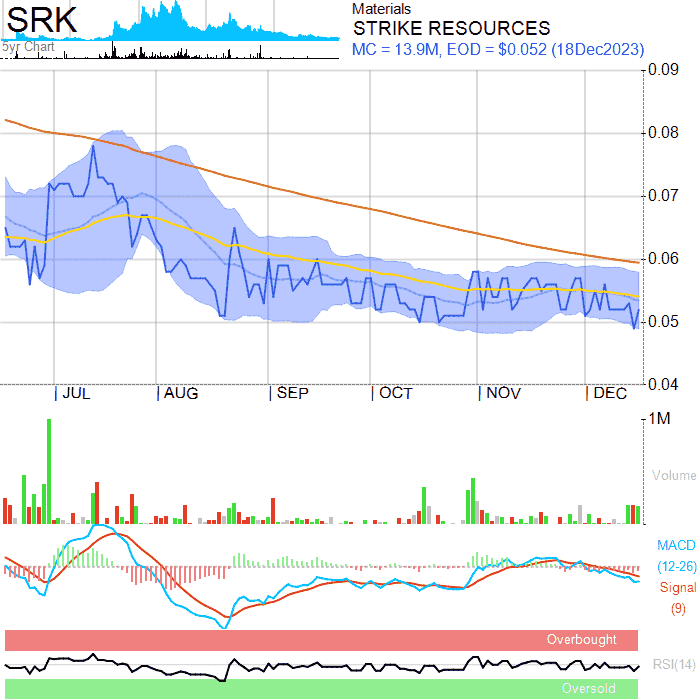 SRK
5yr Chart
Materials
STRIKE RESOURCES
MC = 13.9M, EOD = $0.052 (18Dec2023)
0.09
0.08
0.07
0.06
0.05
0.04
JUL AUG SEP OCT NOV DEC
1M
Volume
MACD
(12-26)
Signal
(9)
Overbought
RSI(14)
Oversold